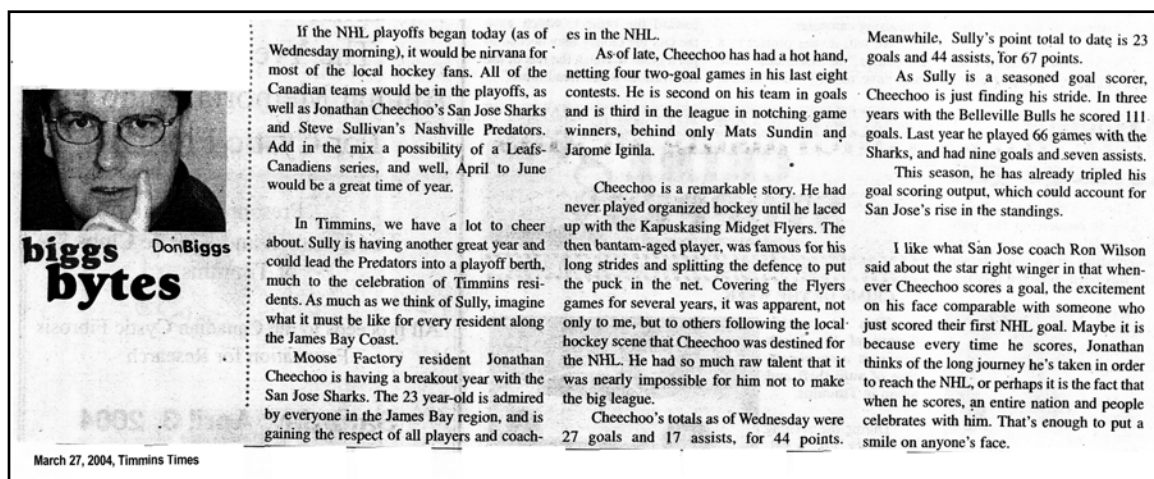 biggs
DonBiggs
bytes
If the NHL playoffs began today (as of
Wednesday morning), it would be nirvana for
most of the local hockey fans. All of the
Canadian teams would be in the playoffs, as
well as Jonathan Cheechoo's San Jose Sharks
and Steve Sullivan's Nashville Predators.
Add in the mix a possibility of a Leafs-
Canadiens series, and well, April to June
would be a great time of year.
In Timmins, we have a lot to cheer
about. Sully is having another great year and
could lead the Predators into a playoff berth,
much to the celebration of Timmins resi-
dents. As much as we think of Sully, imagine
what it must be like for every resident along
the James Bay Coast.
Moose Factory resident Jonathan
Cheechoo is having a breakout year with the
San Jose Sharks. The 23 year-old is admired
by everyone in the James Bay region, and is
gaining the respect of all players and coach-
es in the NHL.
As of late, Cheechoo has had a hot hand,
netting four two-goal games in his last eight
contests. He is second on his team in goals
and is third in the league in notching game
winners, behind only Mats Sundin and
Jarome Iginla.
Cheechoo is a remarkable story. He had
never played organized hockey until he laced
up with the Kapuskasing Midget Flyers. The
then bantam-aged player, was famous for his
long strides and splitting the defence to put
the puck in the net. Covering the Flyers
games for several years, it was apparent, not
only to me, but to others following the local
hockey scene that Cheechoo was destined for
the NHL. He had so much raw talent that it
was nearly impossible for him not to make
the big league.
Cheechoo's totals as of Wednesday were
27 goals and 17 assists, for 44 points.
Meanwhile, Sully's point total to date is 23
goals and 44 assists, for 67 points.
As Sully is a seasoned goal scorer,
Cheechoo is just finding his stride. In three
years with the Belleville Bulls he scored 111
goals. Last year he played 66 games with the
Sharks, and had nine goals and seven assists.
This season, he has already tripled his
goal scoring output, which could account for
San Jose's rise in the standings.
I like what San Jose coach Ron Wilson
said about the star right winger in that when-
ever Cheechoo scores a goal, the excitement
on his face comparable with someone who
just scored their first NHL goal. Maybe it is
because every time he scores, Jonathan
thinks of the long journey he's taken in order
to reach the NHL, or perhaps it is the fact that
when he scores, an entire nation and people
celebrates with him. That's enough to put a
smile on anyone's face.
March 27, 2004, Timmins Times